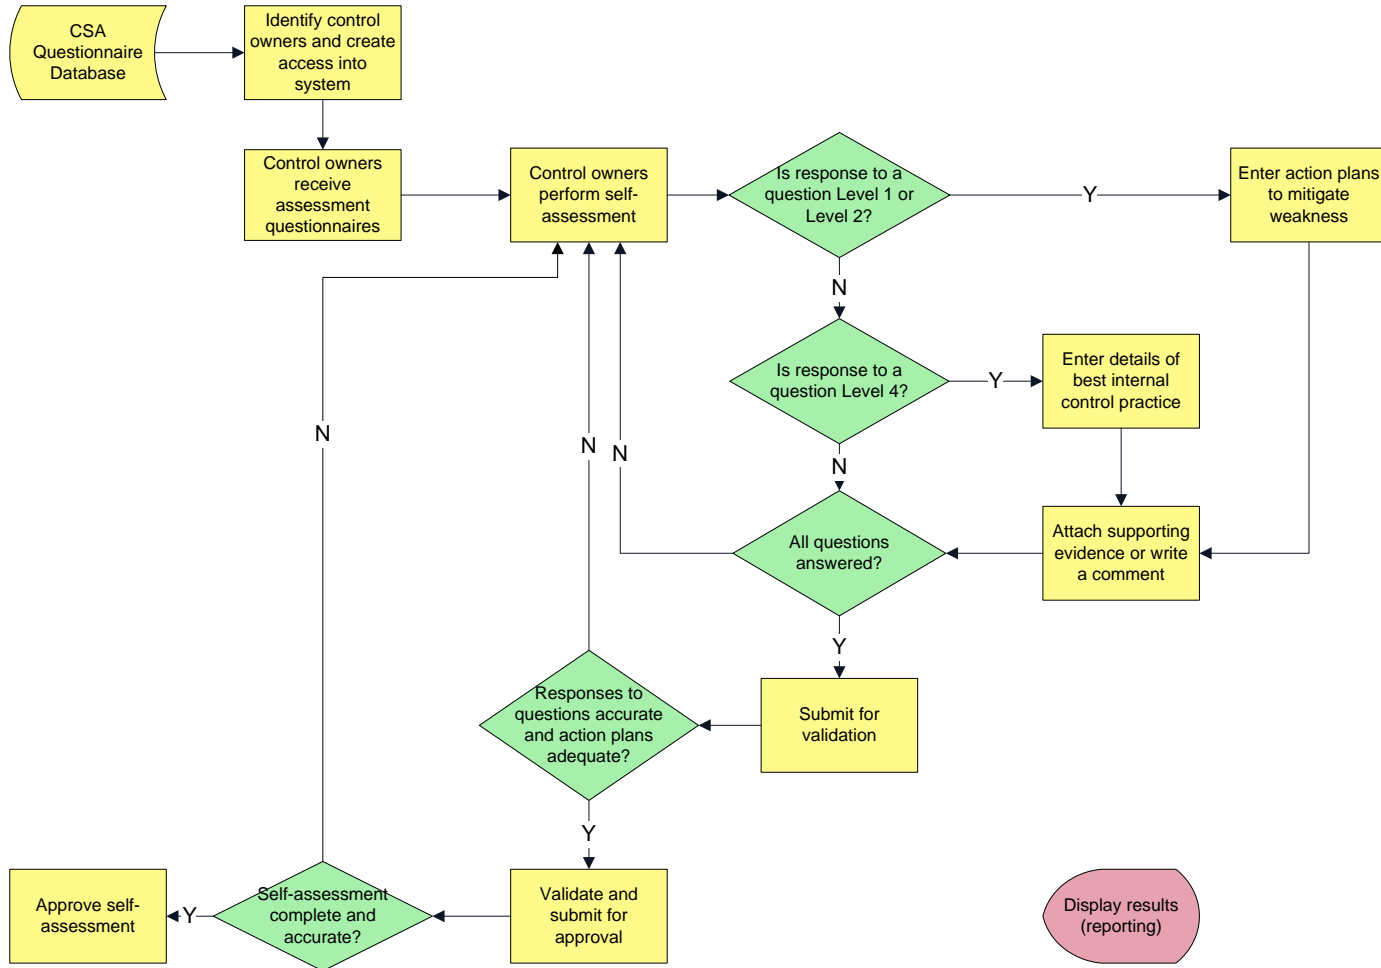 CSA
Questionnaire
Database
Identify control
owners and create
access into
system
Control owners
receive
assessment
questionnaires
Control owners
perform self-
assessment
Is response to a
question Level 1 or
Level 2?
Y
Enter action plans
to mitigate
weakness
N
Is response to a
question Level 4?
Y
Enter details of
best internal
control practice
N
N
N
N
All questions
answered?
Attach supporting
evidence or write
a comment
Y
Responses to
questions accurate
and action plans
adequate?
Submit for
validation
Y
Approve self-
assessment
Y
Self-assessment
complete and
accurate?
Validate and
submit for
approval
Display results
(reporting)